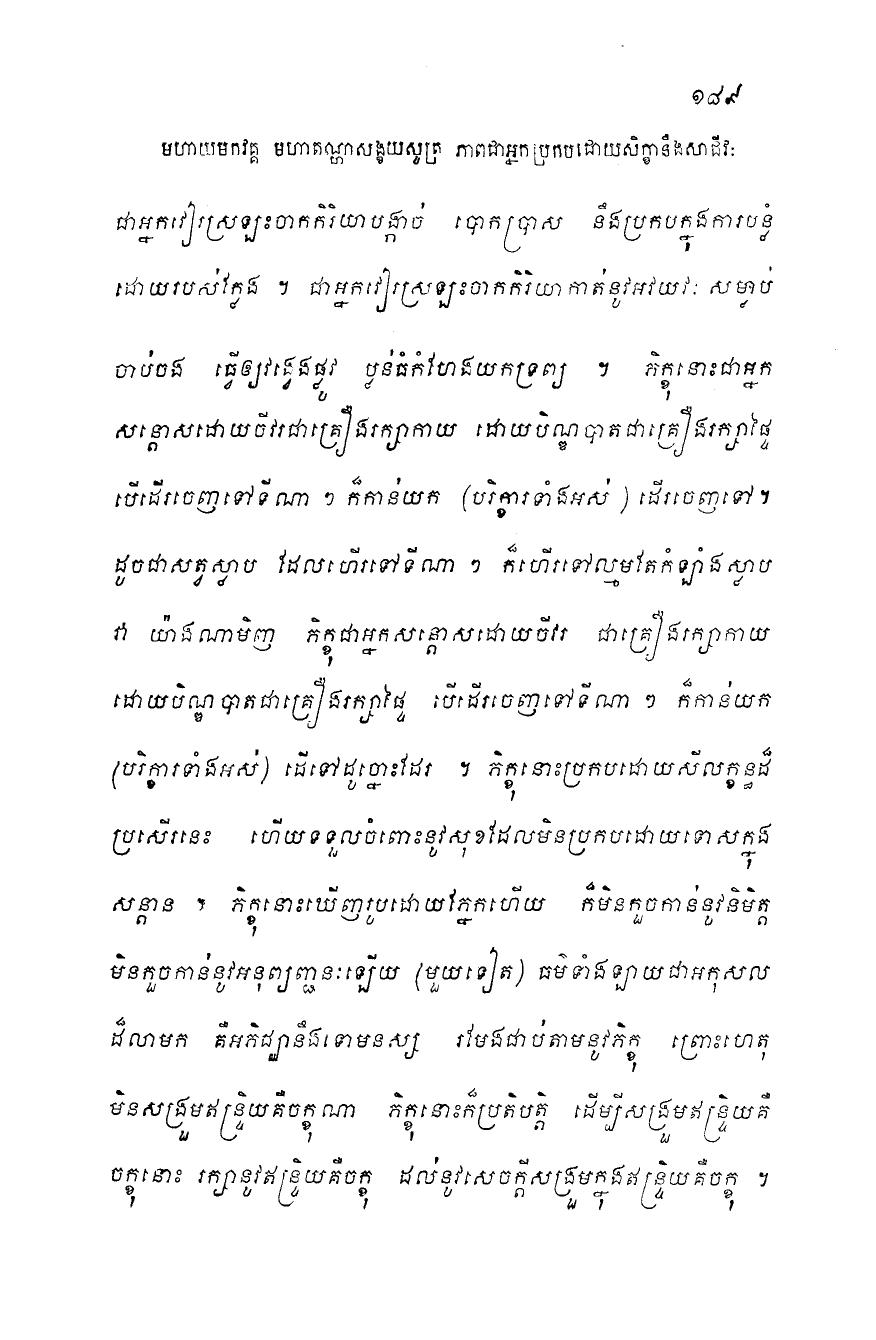 ១៨៩
មហាយមកវគ្គ មហាតណ្ហាសង្ខយសូត្រ ភាពជាអ្នកប្រកបដោយសិក្ខានឹងសាជីវៈ
ជាអ្នកវៀរស្រឡះចាកកិរិយាបង្កាច់ បោកប្រាស នឹងប្រកបក្នុងការបន្លំ
ដោយរបស់ក្លែង ។ ជាអ្នកវៀរស្រឡះចាកកិរិយាកាត់នូវអវយវៈ សម្លាប់
ចាប់ចង ធ្វើឲ្យវង្វេងផ្លូវ ប្លន់ធំកំហែងយកទ្រព្យ ។ ភិក្ខុនោះជាអ្នក
សន្តោសដោយចីវរជាគ្រឿងរក្សាកាយ ដោយបិណ្ឌបាតជាគ្រឿងរក្សាផ្ទៃ
បើដើរចេញទៅទីណា ៗ ក៏កាន់យក (បរិក្ខារទាំងអស់ ) ដើរចេញទៅ។
ដូចជាសត្វស្លាប ដែលហើរទៅទីណា ៗ ក៏ហើរទៅល្មមតែកំឡាំងស្លាប
វា យ៉ាងណាមិញ ភិក្ខុជាអ្នកសន្តោសដោយចីវរ ជាគ្រឿងរក្សាកាយ
ដោយបិណ្ឌបាតជាគ្រឿងរក្សាផ្ទៃ បើដើរចេញទៅទីណា ៗ ក៏កាន់យក
(បរិក្ខារទាំងអស់) ដើទៅដូច្នោះដែរ ។ ភិក្ខុនោះប្រកបដោយសីលក្ខន្ធដ៏
ប្រសើរនេះ ហើយទទួលចំពោះនូវសុខដែលមិនប្រកបដោយទោសក្នុង
សន្តាន ។ ភិក្ខុនោះឃើញរូបដោយភ្នែកហើយ ក៏មិនកួចកាន់នូវនិមិត្ត
មិនកួចកាន់នូវអនុព្យញ្ជនៈឡើយ (មួយទៀត) ធម៌ទាំងឡាយជាអកុសល
ដ៏លាមក គឺអភិជ្ឈានឹងទោមនស្ស រមែងជាប់តាមនូវភិក្ខុ ព្រោះហេតុ
មិនសង្រួមឥន្ទ្រិយគឺចក្ខុណា ភិក្ខុនោះក៏ប្រតិបត្តិ ដើម្បីសង្រួមឥន្ទ្រិយគឺ
ចក្ខុនោះ រក្សានូវឥន្ទ្រិយគឺចក្ខុ ដល់នូវសេចក្តីសង្រួមក្នុងឥន្ទ្រិយគឺចក្ខុ ។